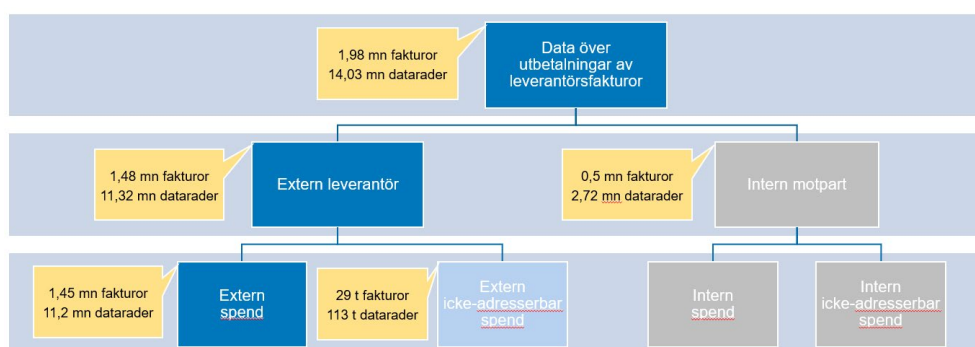 1,98 mn fakturor
14,03 mn datarader
Data över
utbetalningar av
leverantörsfakturor
1,48 mn fakturor
11,32 mn datarader
Extern leverantör
0,5 mn fakturor
2,72 mn datarader
Intern motpart
1,45 mn fakturor
11,2 mn datarader
Extern
spend
29 t fakturor
113 t datarader
Extern
icke-adresserbar
spend
Intern
spend
Intern
icke-adresserbar
spend